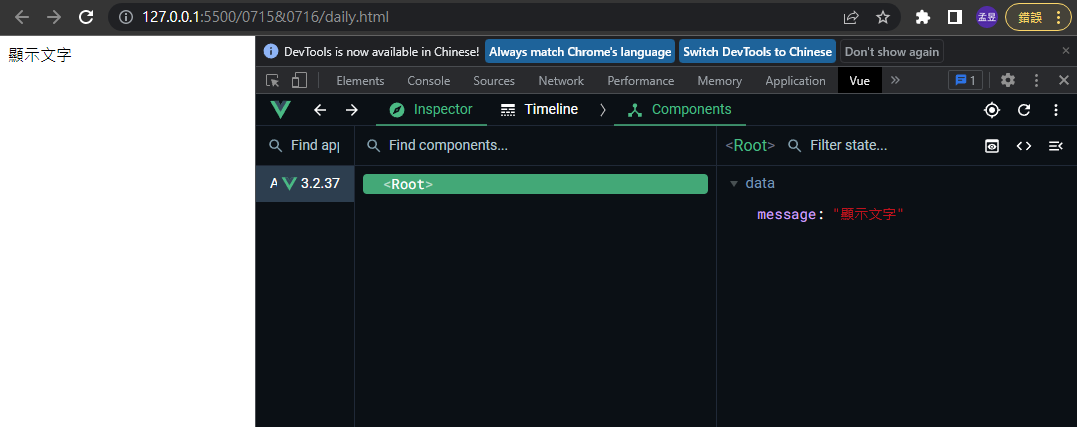 127.0.0.1:5500/0715&0716/daily.html
孟昱
錯誤
顯示文字
DevTools is now available in Chinese! Always match Chrome's language Switch DevTools to Chinese Don't show again
Elements Console Sources Network Performance Memory Application Vue 1
Inspector Timeline Components
Find app Find components... <Root> Filter state...
A 3.2.37 <Root> data
message: "顯示文字"